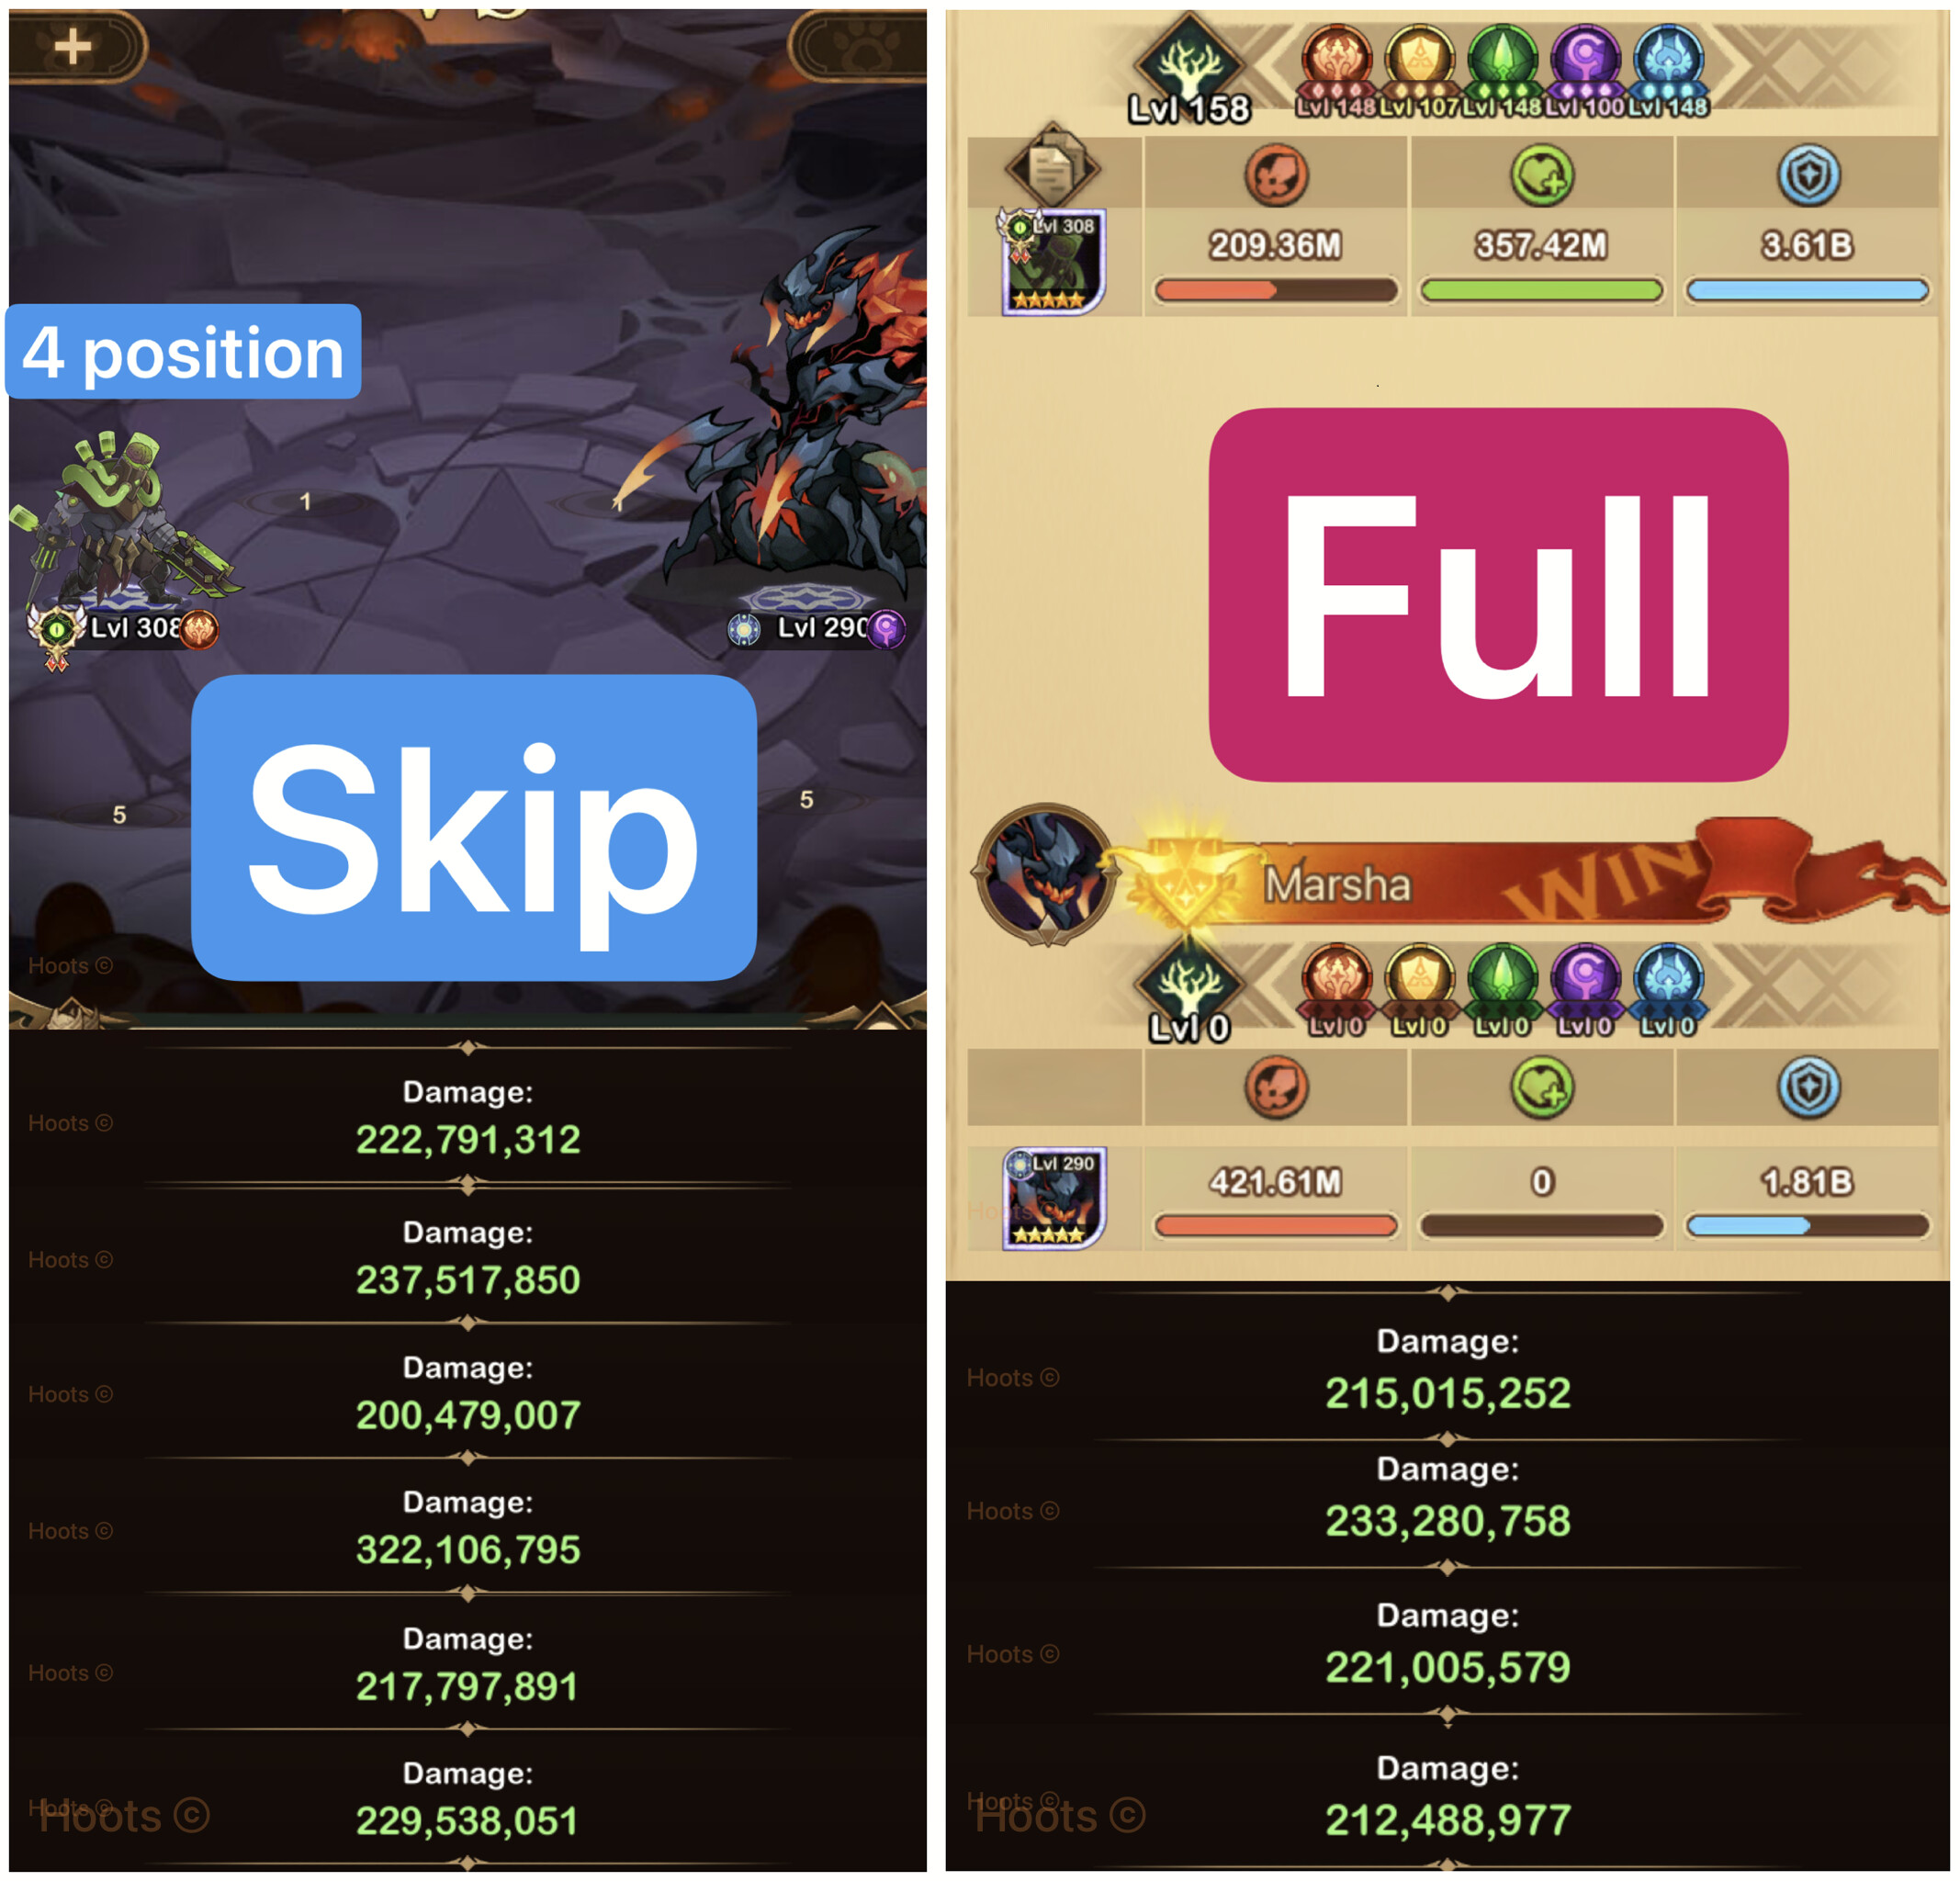 4 position
1
1
Lvl 308
Lvl 290
Skip
5
5
Hoots ©
Damage:
222,791,312
Hoots ©
Damage:
237,517,850
Hoots ©
Damage:
200,479,007
Hoots ©
Damage:
322,106,795
Hoots ©
Damage:
217,797,891
Hoots ©
Damage:
229,538,051
Hoots ©
Hoots ©
Lvl 158
Lvl 148 Lvl 107 Lvl 148 Lvl 100 Lvl 148
Lvl 308
209.36M 357.42M 3.61B
Full
Marsha WIN
Lvl 0
Lvl 0 Lvl 0 Lvl 0 Lvl 0 Lvl 0
Lvl 290
421.61M 0 1.81B
Hoots ©
Damage:
215,015,252
Hoots ©
Damage:
233,280,758
Hoots ©
Damage:
221,005,579
Hoots ©
Damage:
212,488,977
Hoots ©
Hoots ©